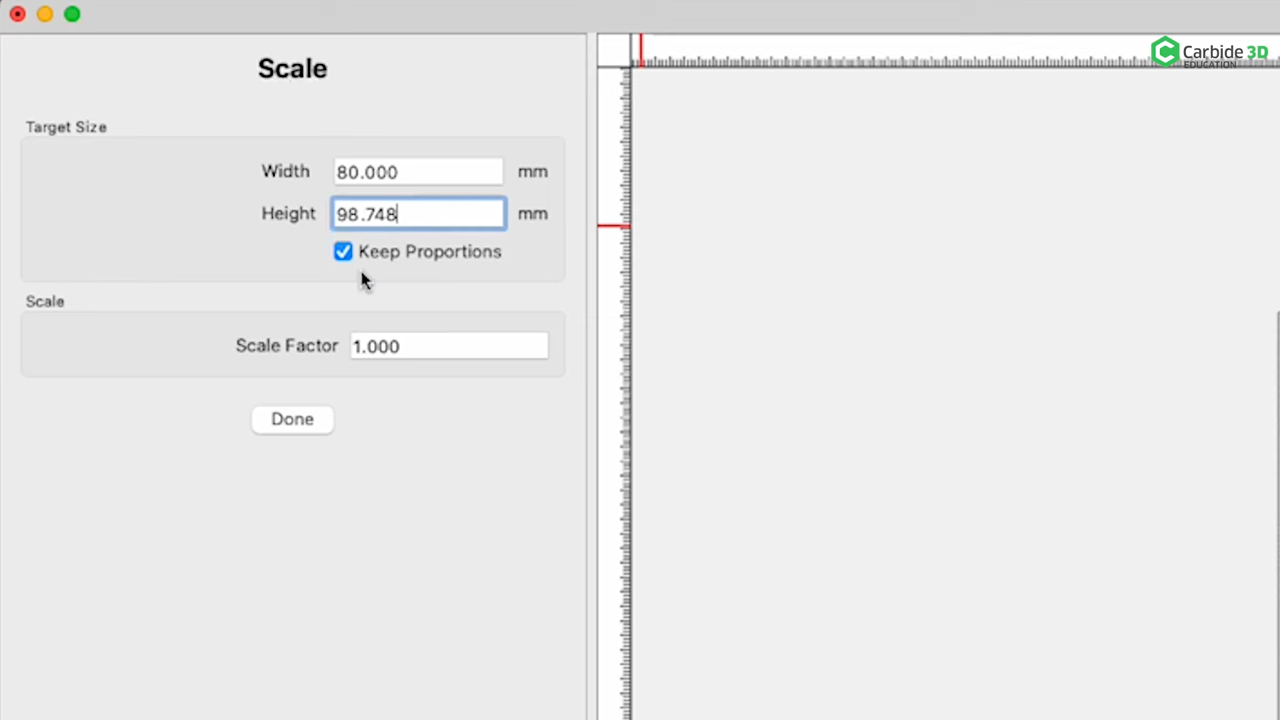 Carbide 3D
EDUCATION
Scale
Target Size
Width 80.000 mm
Height 98.748 mm
Keep Proportions
Scale
Scale Factor 1.000
Done